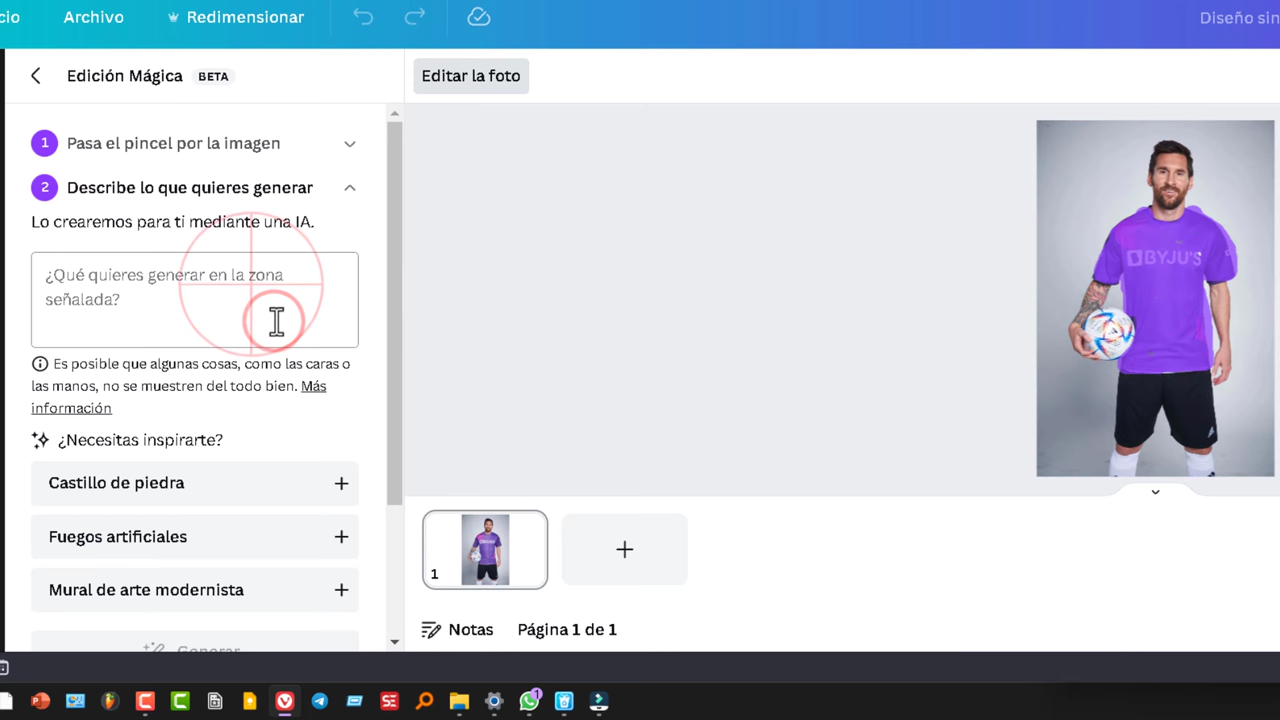 cio
Archivo
Redimensionar
Diseño sin
Edición Mágica BETA
Editar la foto
1 Pasa el pincel por la imagen
2 Describe lo que quieres generar
Lo crearemos para ti mediante una IA.
¿Qué quieres generar en la zona
señalada?
Es posible que algunas cosas, como las caras o
las manos, no se muestren del todo bien. Más
información
¿Necesitas inspirarte?
Castillo de piedra
Fuegos artificiales
Mural de arte modernista
Generar
BYJU'S
1
Notas
Página 1 de 1
SE
1